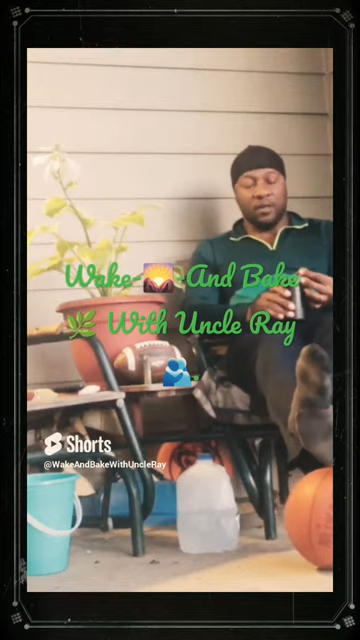 Wake-🌅-And Bake
🌿 With Uncle Ray
🫂
Shorts
@WakeAndBakeWithUncleRay